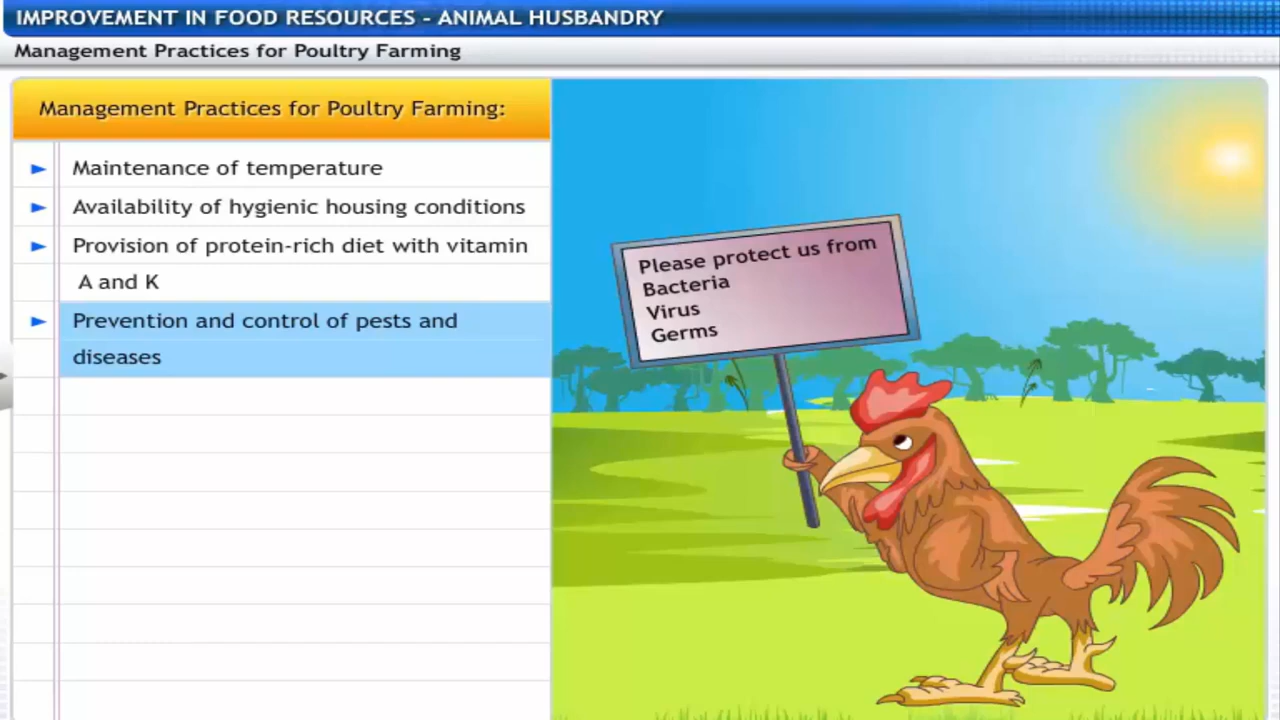 IMPROVEMENT IN FOOD RESOURCES - ANIMAL HUSBANDRY
Management Practices for Poultry Farming
Management Practices for Poultry Farming:
Maintenance of temperature
Availability of hygienic housing conditions
Provision of protein-rich diet with vitamin
A and K
Prevention and control of pests and
diseases
Please protect us from
Bacteria
Virus
Germs